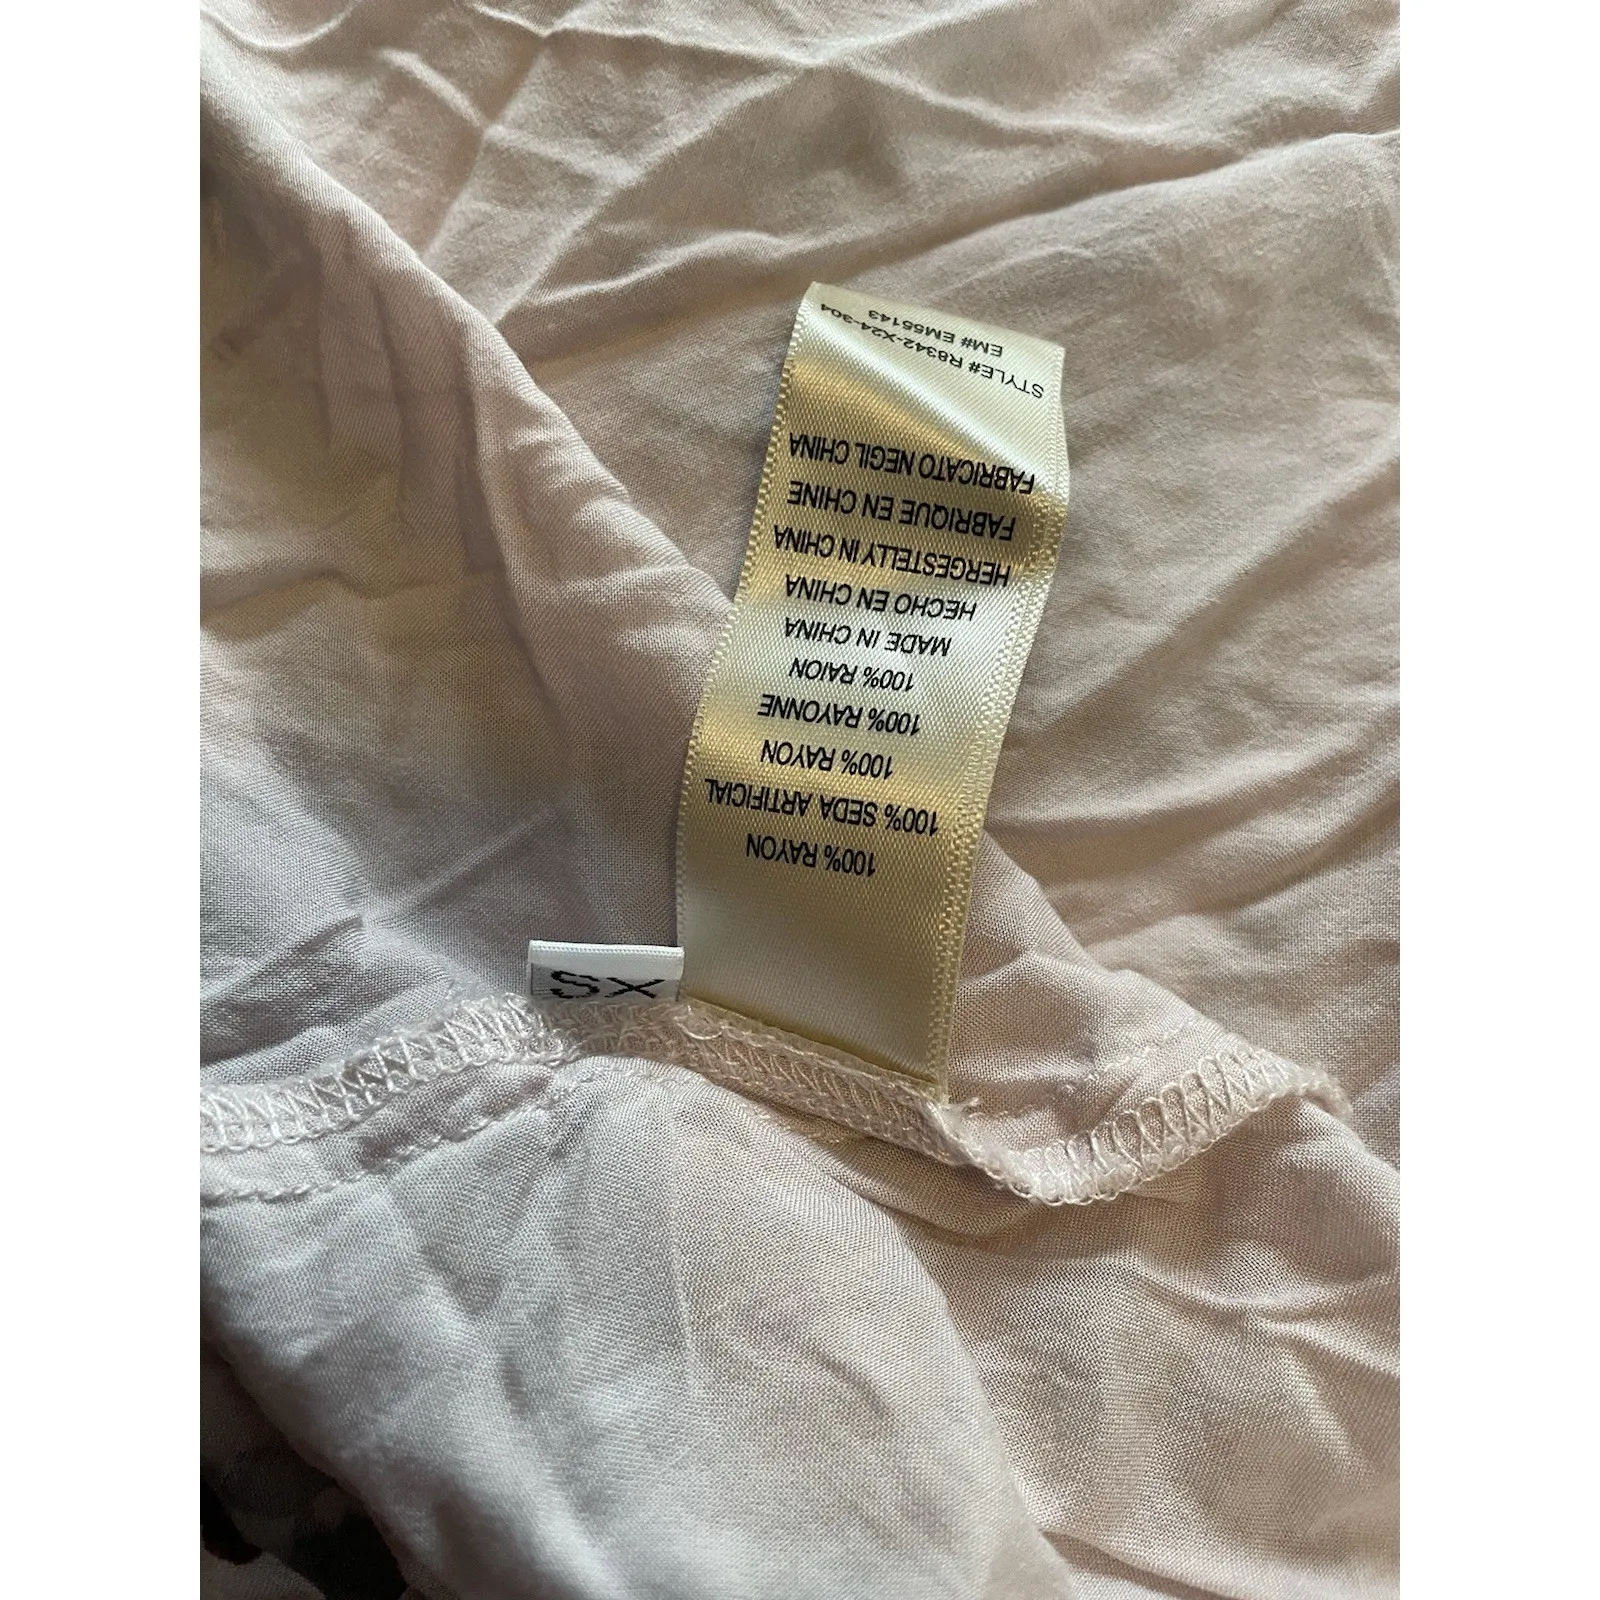 XS
100% RAYON
100% SEDA ARTIFICIAL
100% RAYON
100% RAYONNE
100% RAION
MADE IN CHINA
HECHO EN CHINA
HERGESTELLY IN CHINA
FABRIQUE EN CHINE
FABRICATO NEGIL CHINA
STYLE# R8342-X24-304
EM# EM55143